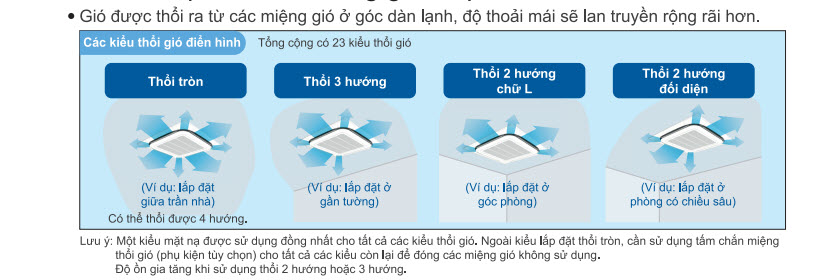 • Gió được thổi ra từ các miệng gió ở góc dàn lạnh, độ thoải mái sẽ lan truyền rộng rãi hơn.
Các kiểu thổi gió điển hình Tổng cộng có 23 kiểu thổi gió
Thổi tròn
(Ví dụ: lắp đặt
giữa trần nhà)
Có thể thổi được 4 hướng.
Thổi 3 hướng
(Ví dụ: lắp đặt ở
gần tường)
Thổi 2 hướng
chữ L
(Ví dụ: lắp đặt ở
góc phòng)
Thổi 2 hướng
đối diện
(Ví dụ: lắp đặt ở
phòng có chiều sâu)
Lưu ý: Một kiểu mặt nạ được sử dụng đồng nhất cho tất cả các kiểu thổi gió. Ngoài kiểu lắp đặt thổi tròn, cần sử dụng tấm chắn miệng
thổi gió (phụ kiện tùy chọn) cho tất cả các kiểu còn lại để đóng các miệng gió không sử dụng.
Độ ồn gia tăng khi sử dụng thổi 2 hướng hoặc 3 hướng.